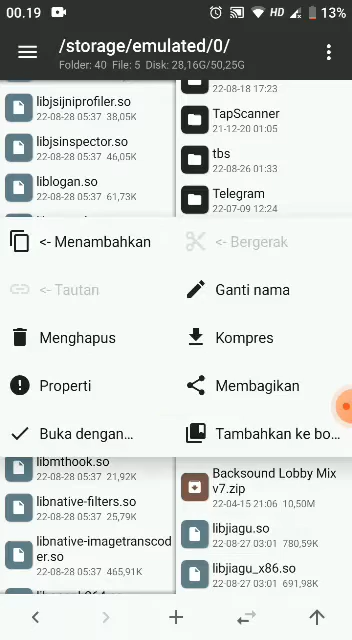 00.19 HD 13%
/storage/emulated/0/
Folder: 40 File: 5 Disk: 28,16G/50,25G
22-08-18 17:23
libjsijniprofiler.so
22-08-28 05:37 38,05K
TapScanner
21-12-20 01:05
libjsinspector.so
22-08-28 05:37 46,05K
tbs
22-08-26 01:33
liblogan.so
22-08-28 05:37 61,73K
Telegram
22-07-09 12:24
<- Menambahkan
<- Bergerak
<- Tautan
Ganti nama
Menghapus
Kompres
Properti
Membagikan
Buka dengan...
Tambahkan ke bo...
libmthook.so
22-08-28 05:37 21,92K
Backsound Lobby Mix
v7.zip
22-04-15 21:06 10,50M
libnative-filters.so
22-08-28 05:37 25,79K
libjiagu.so
22-08-27 03:01 780,59K
libnative-imagetranscod
er.so
22-08-28 05:37 465,91K
libjiagu_x86.so
22-08-27 03:01 691,98K